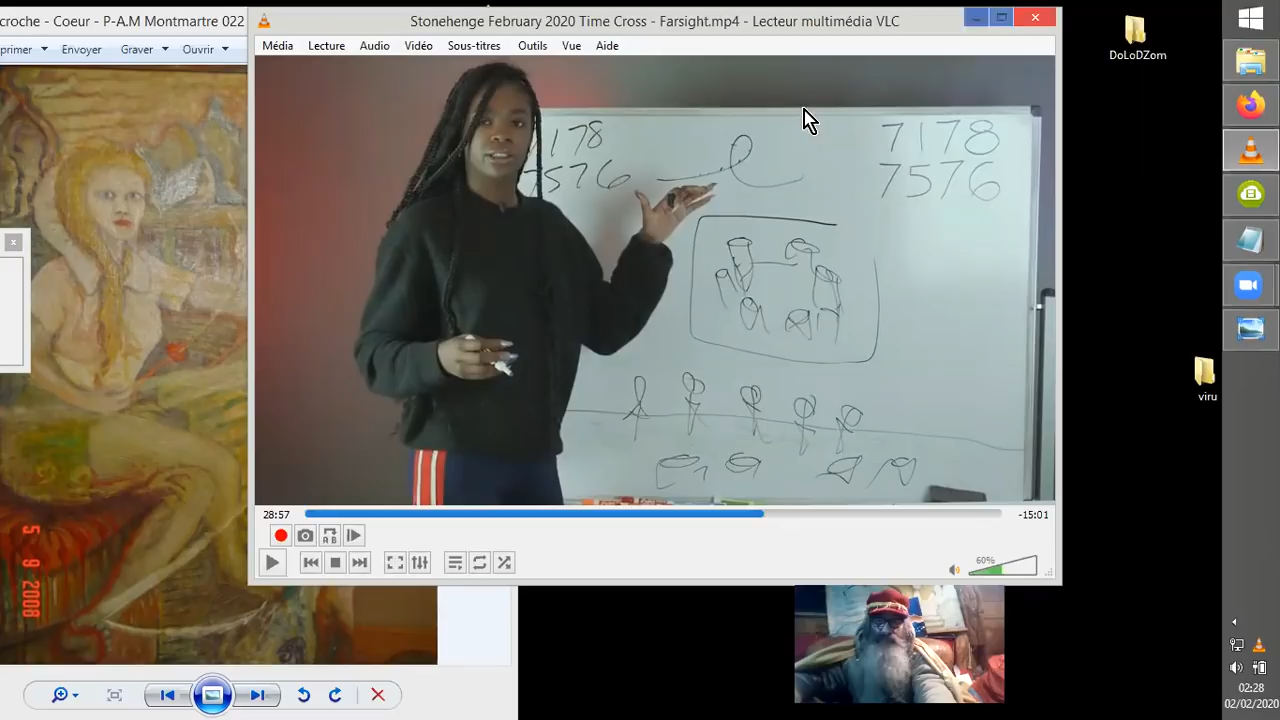 croche - Coeur - P-A.M Montmartre 022
primer Envoyer Graver Ouvrir
Stonehenge February 2020 Time Cross - Farsight.mp4 - Lecteur multimédia VLC
Média Lecture Audio Vidéo Sous-titres Outils Vue Aide
178
7576
7178
7576
28:57
-15:01
60%
5 9 2008
DoLoDZom
viru
02:28
02/02/2020